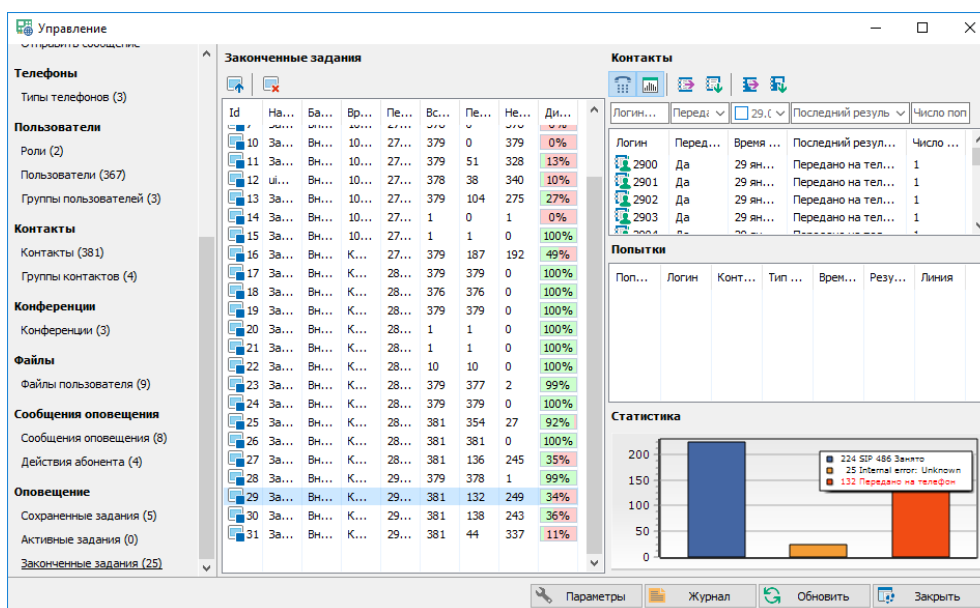 Управление
Отправить сообщение
Телефоны
Типы телефонов (3)
Пользователи
Роли (2)
Пользователи (367)
Группы пользователей (3)
Контакты
Контакты (381)
Группы контактов (4)
Конференции
Конференции (3)
Файлы
Файлы пользователя (9)
Сообщения оповещения
Сообщения оповещения (8)
Действия абонента (4)
Оповещение
Сохраненные задания (5)
Активные задания (0)
Законченные задания (25)
Законченные задания
Id На... Ба... Вр... Пе... Вс... Пе... Не... Ди...
10 За... Вн... 10... 27... 379 0 379 0%
11 За... Вн... 10... 27... 379 51 328 13%
12 ui... Вн... 10... 27... 378 38 340 10%
13 За... Вн... 10... 27... 379 104 275 27%
14 За... Вн... 10... 27... 1 0 1 0%
15 За... Вн... 10... 27... 1 1 0 100%
16 За... Вн... К... 27... 379 187 192 49%
17 За... Вн... К... 28... 379 379 0 100%
18 За... Вн... К... 28... 376 376 0 100%
19 За... Вн... К... 28... 379 379 0 100%
20 За... Вн... К... 28... 1 1 0 100%
21 За... Вн... К... 28... 1 1 0 100%
22 За... Вн... К... 28... 10 10 0 100%
23 За... Вн... К... 28... 379 377 2 99%
24 За... Вн... К... 28... 379 379 0 100%
25 За... Вн... К... 28... 381 354 27 92%
26 За... Вн... К... 28... 381 381 0 100%
27 За... Вн... К... 28... 381 136 245 35%
28 За... Вн... К... 29... 379 378 1 99%
29 За... Вн... К... 29... 381 132 249 34%
30 За... Вн... К... 29... 381 138 243 36%
31 За... Вн... К... 29... 381 44 337 11%
Контакты
Логин... Переда 29.( Последний резуль Число поп
Логин Перед... Время ... Последний резул... Число ...
2900 Да 29 ян... Передано на тел... 1
2901 Да 29 ян... Передано на тел... 1
2902 Да 29 ян... Передано на тел... 1
2903 Да 29 ян... Передано на тел... 1
Попытки
Поп... Логин Конт... Тип ... Врем... Резу... Линия
Статистика
200
150
100
50
0
224 SIP 486 Занято
25 Internal error: Unknown
132 Передано на телефон
Параметры Журнал Обновить Закрыть